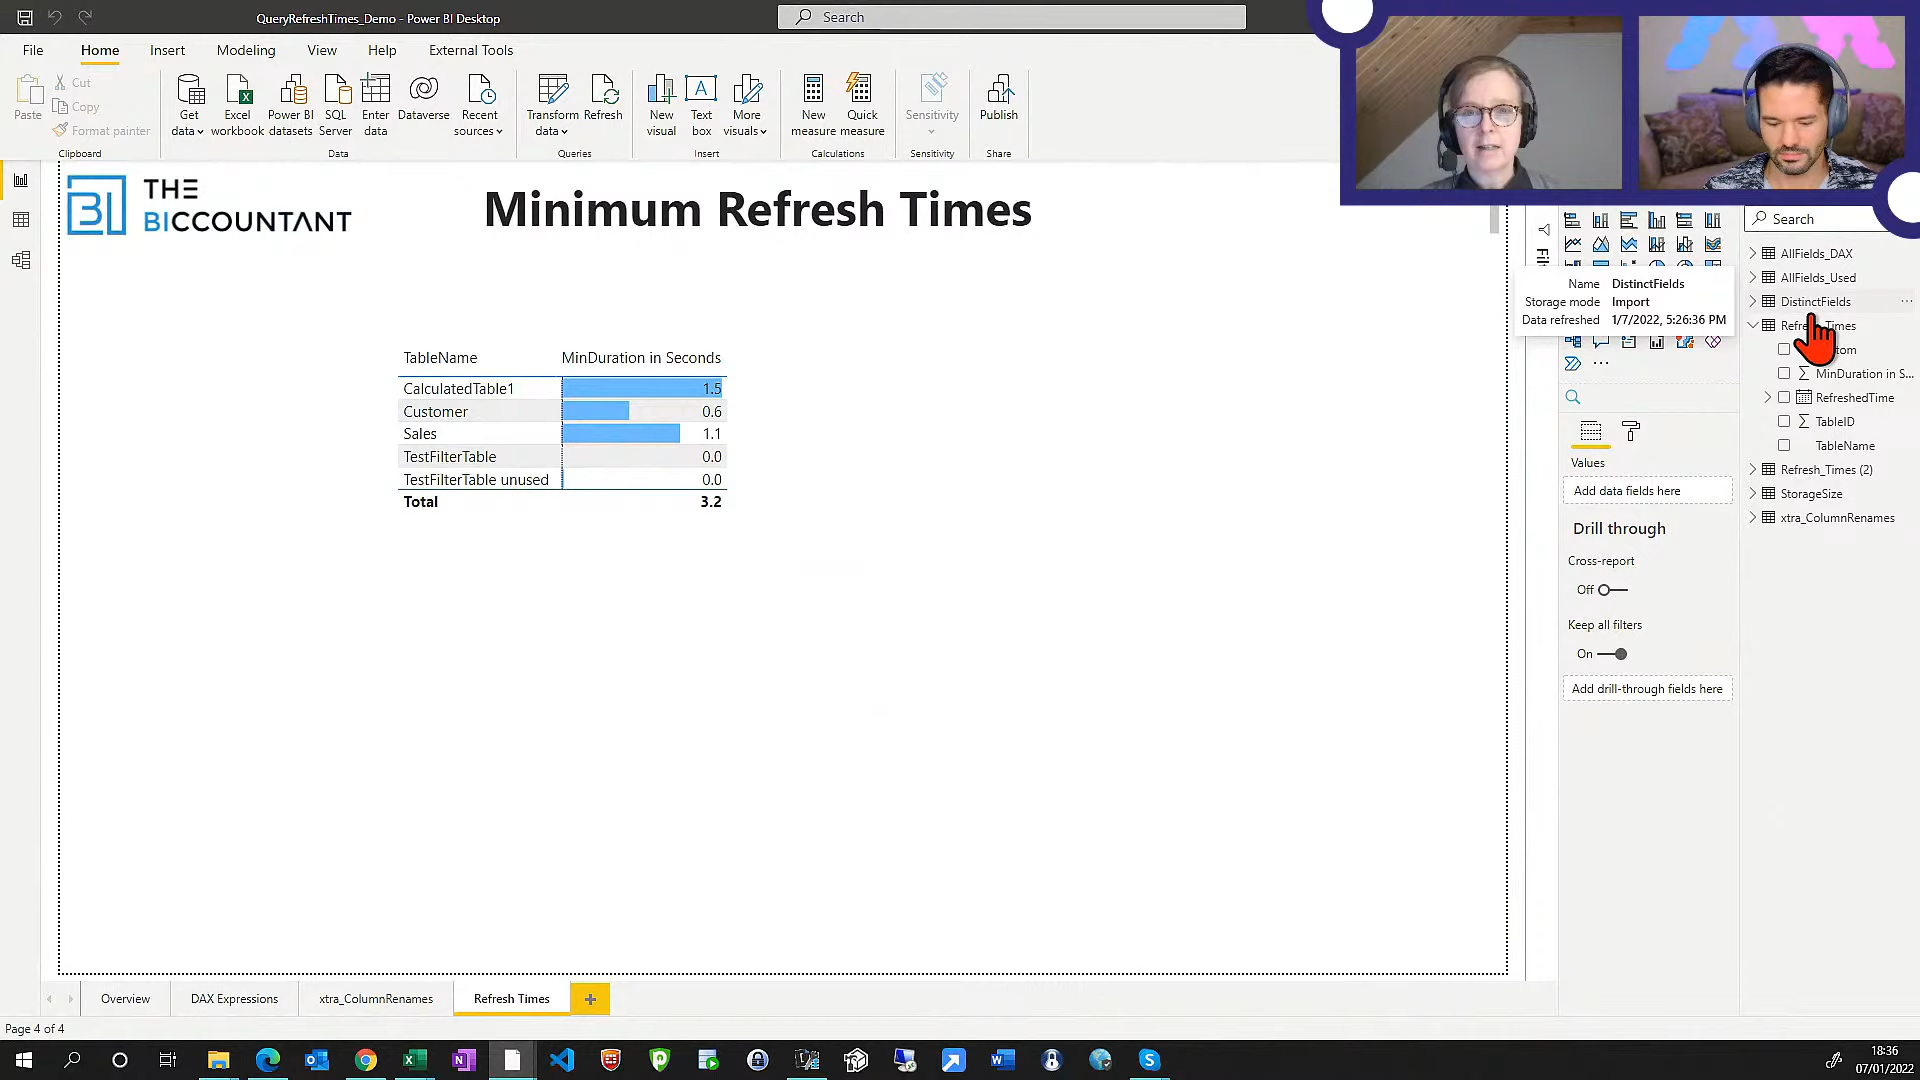 QueryRefreshTimes_Demo - Power BI Desktop
Search
File
Home
Insert
Modeling
View
Help
External Tools
Paste
Cut
Copy
Format painter
Clipboard
Get data
Excel workbook
Power BI datasets
SQL Server
Enter data
Dataverse
Recent sources
Data
Transform data
Refresh
Queries
New visual
Text box
More visuals
Insert
New measure
Quick measure
Calculations
Sensitivity
Sensitivity
Publish
Share
THE
BICCOUNTANT
Minimum Refresh Times
TableName MinDuration in Seconds
CalculatedTable1 1.5
Customer 0.6
Sales 1.1
TestFilterTable 0.0
TestFilterTable unused 0.0
Total 3.2
Name DistinctFields
Storage mode Import
Data refreshed 1/7/2022, 5:26:36 PM
Values
Add data fields here
Drill through
Cross-report
Off
Keep all filters
On
Add drill-through fields here
Search
AllFields_DAX
AllFields_Used
DistinctFields
MinDuration in S...
RefreshedTime
TableID
TableName
Refresh_Times (2)
StorageSize
xtra_ColumnRenames
Overview
DAX Expressions
xtra_ColumnRenames
Refresh Times
Page 4 of 4
18:36
07/01/2022